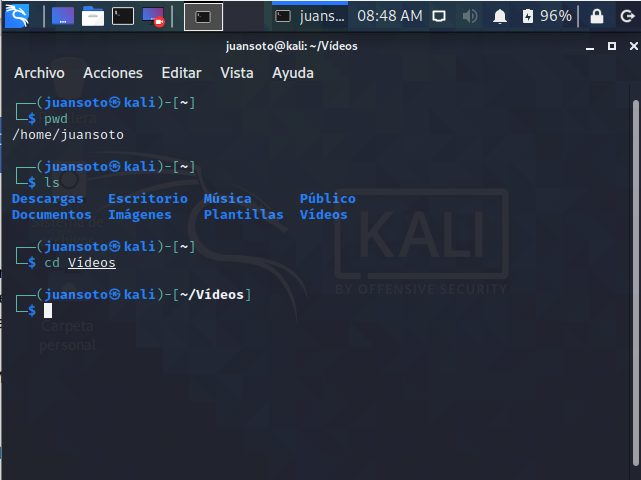 juans...
08:48 AM
96%
juansoto@kali: ~/Vídeos
Archivo Acciones Editar Vista Ayuda
┌──(juansoto㉿kali)-[~]
└─$ pwd
/home/juansoto
┌──(juansoto㉿kali)-[~]
└─$ ls
Descargas Escritorio Música Público
Documentos Imágenes Plantillas Vídeos
┌──(juansoto㉿kali)-[~]
└─$ cd Vídeos
┌──(juansoto㉿kali)-[~/Vídeos]
└─$
KALI
BY OFFENSIVE SECURITY
Carpeta
personal